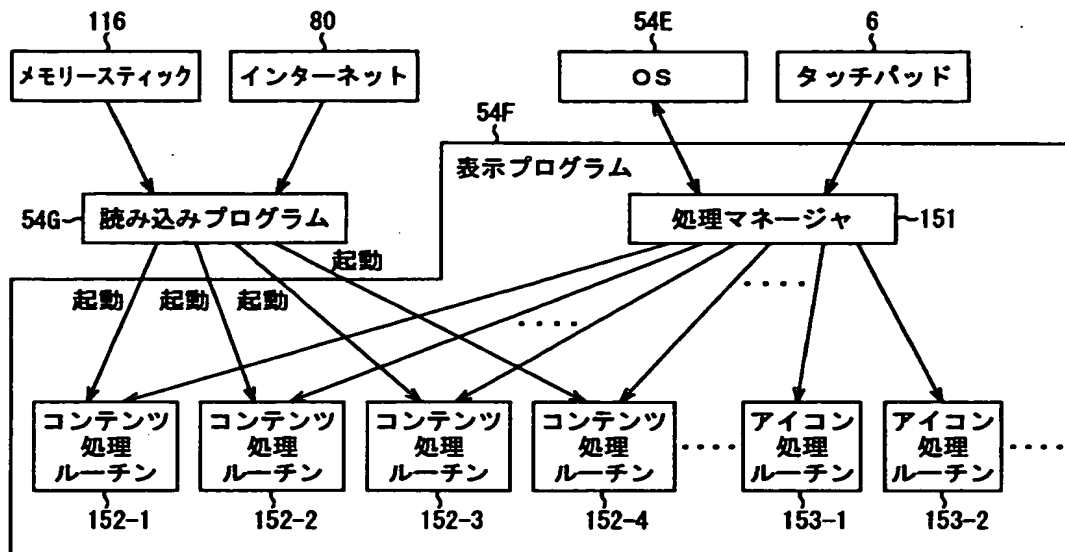 116
80
54E
6
メモリースティック
インターネット
OS
タッチパッド
54F
表示プログラム
54G
読み込みプログラム
処理マネージャ
151
起動
起動
起動
起動
・・・・
・・・・
コンテンツ
処理
ルーチン
コンテンツ
処理
ルーチン
コンテンツ
処理
ルーチン
コンテンツ
処理
ルーチン
・・・・
アイコン
処理
ルーチン
アイコン
処理
ルーチン
・・・・
152-1
152-2
152-3
152-4
153-1
153-2